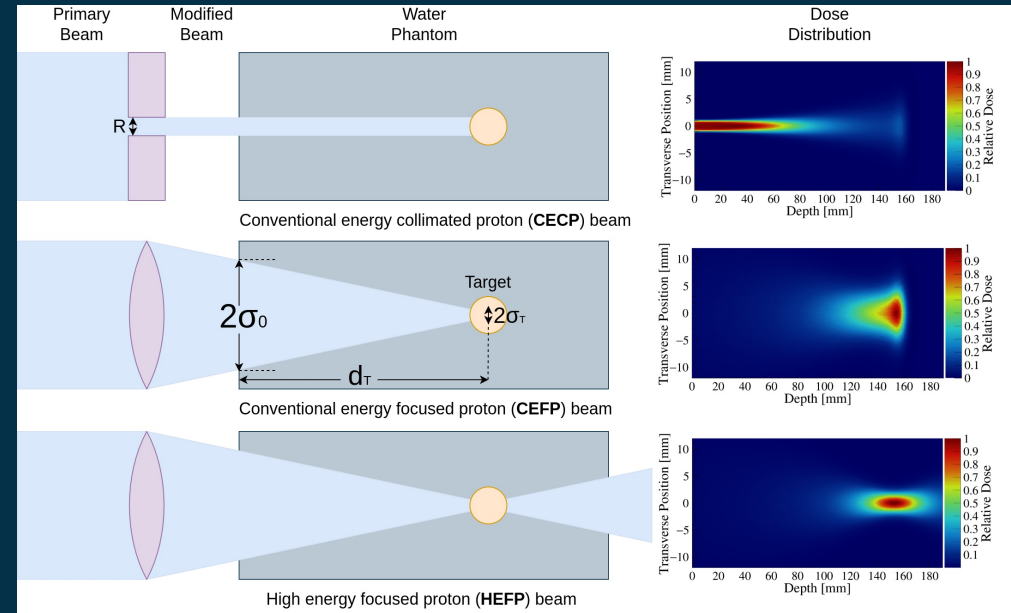 Primary
Beam
Modified
Beam
Water
Phantom
Dose
Distribution
R
Conventional energy collimated proton (CECP) beam
Transverse Position [mm]
10
5
0
−5
−10
0 20 40 60 80 100 120 140 160 180
Depth [mm]
1
0.9
0.8
0.7
0.6
0.5
0.4
0.3
0.2
0.1
0
Relative Dose
2σ0
Target
2σT
dT
Conventional energy focused proton (CEFP) beam
Transverse Position [mm]
10
5
0
−5
−10
0 20 40 60 80 100 120 140 160 180
Depth [mm]
1
0.9
0.8
0.7
0.6
0.5
0.4
0.3
0.2
0.1
0
Relative Dose
High energy focused proton (HEFP) beam
Transverse Position [mm]
10
5
0
−5
−10
0 20 40 60 80 100 120 140 160 180
Depth [mm]
1
0.9
0.8
0.7
0.6
0.5
0.4
0.3
0.2
0.1
Relative Dose